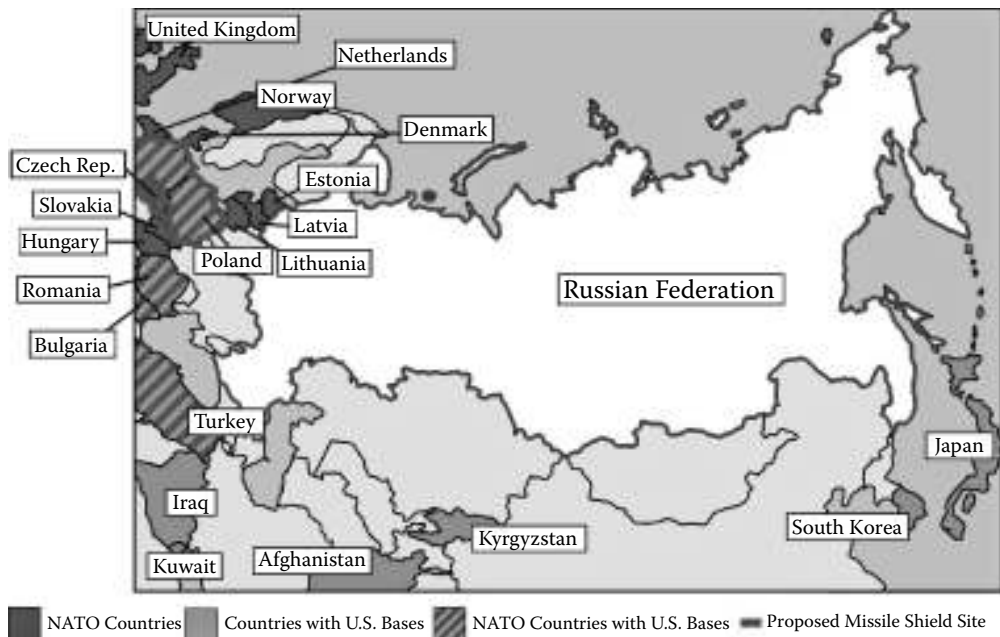 United Kingdom
Netherlands
Norway
Denmark
Czech Rep.
Estonia
Slovakia
Latvia
Hungary
Poland
Lithuania
Romania
Russian Federation
Bulgaria
Turkey
Japan
Iraq
South Korea
Kyrgyzstan
Kuwait
Afghanistan
NATO Countries
Countries with U.S. Bases
NATO Countries with U.S. Bases
Proposed Missile Shield Site